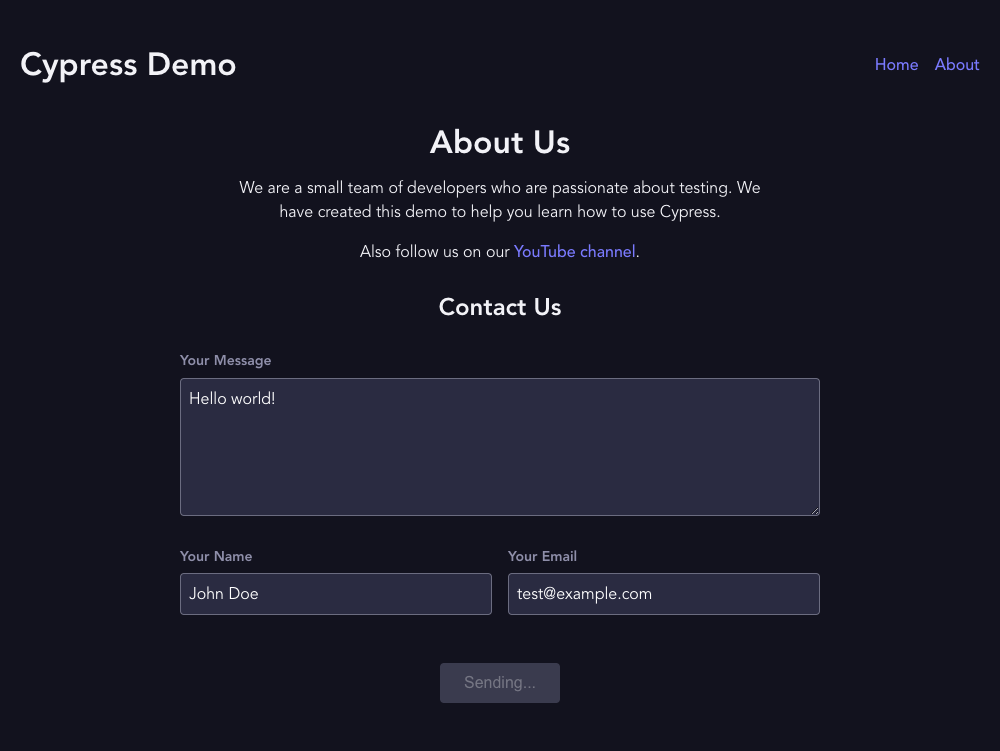 Cypress Demo
Home About
About Us
We are a small team of developers who are passionate about testing. We
have created this demo to help you learn how to use Cypress.
Also follow us on our YouTube channel.
Contact Us
Your Message
Hello world!
Your Name Your Email
John Doe test@example.com
Sending...